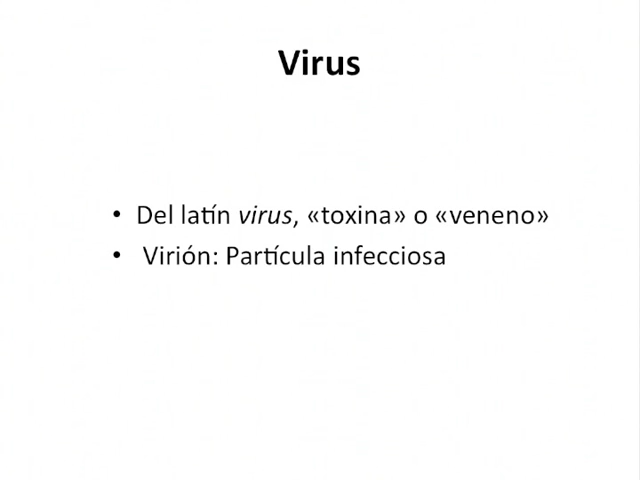 Virus
• Del latín virus, «toxina» o «veneno»
• Virión: Partícula infecciosa